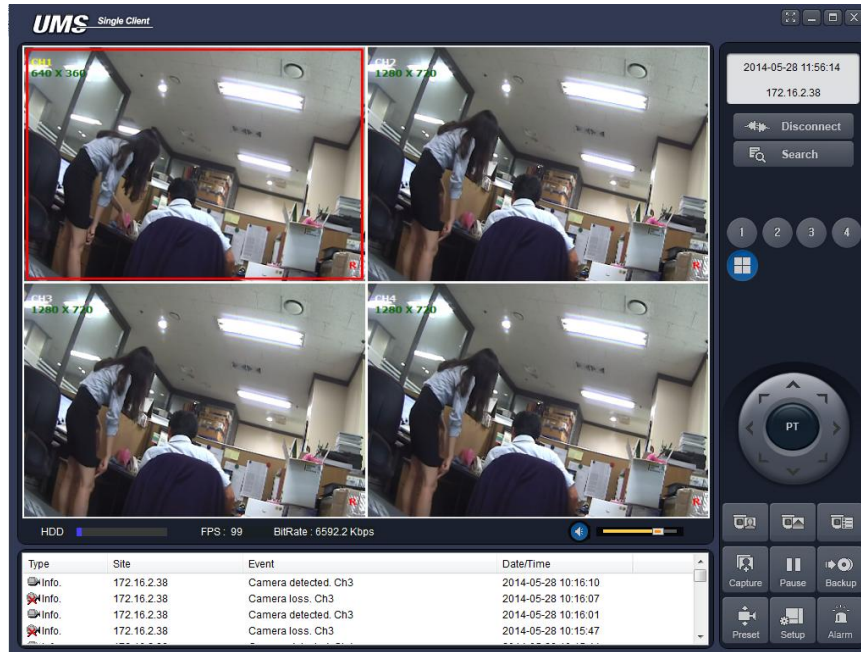 UMS Single Client
CH1
640 X 360
CH2
1280 X 720
R
R
CH3
1280 X 720
CH4
1280 X 720
R
R
2014-05-28 11:56:14
172.16.2.38
Disconnect
Search
1 2 3 4
PT
HDD FPS : 99 BitRate : 6592.2 Kbps
Capture Pause Backup
Preset Setup Alarm
Type Site Event Date/Time
Info. 172.16.2.38 Camera detected. Ch3 2014-05-28 10:16:10
Info. 172.16.2.38 Camera loss. Ch3 2014-05-28 10:16:07
Info. 172.16.2.38 Camera detected. Ch3 2014-05-28 10:16:01
Info. 172.16.2.38 Camera loss. Ch3 2014-05-28 10:15:47